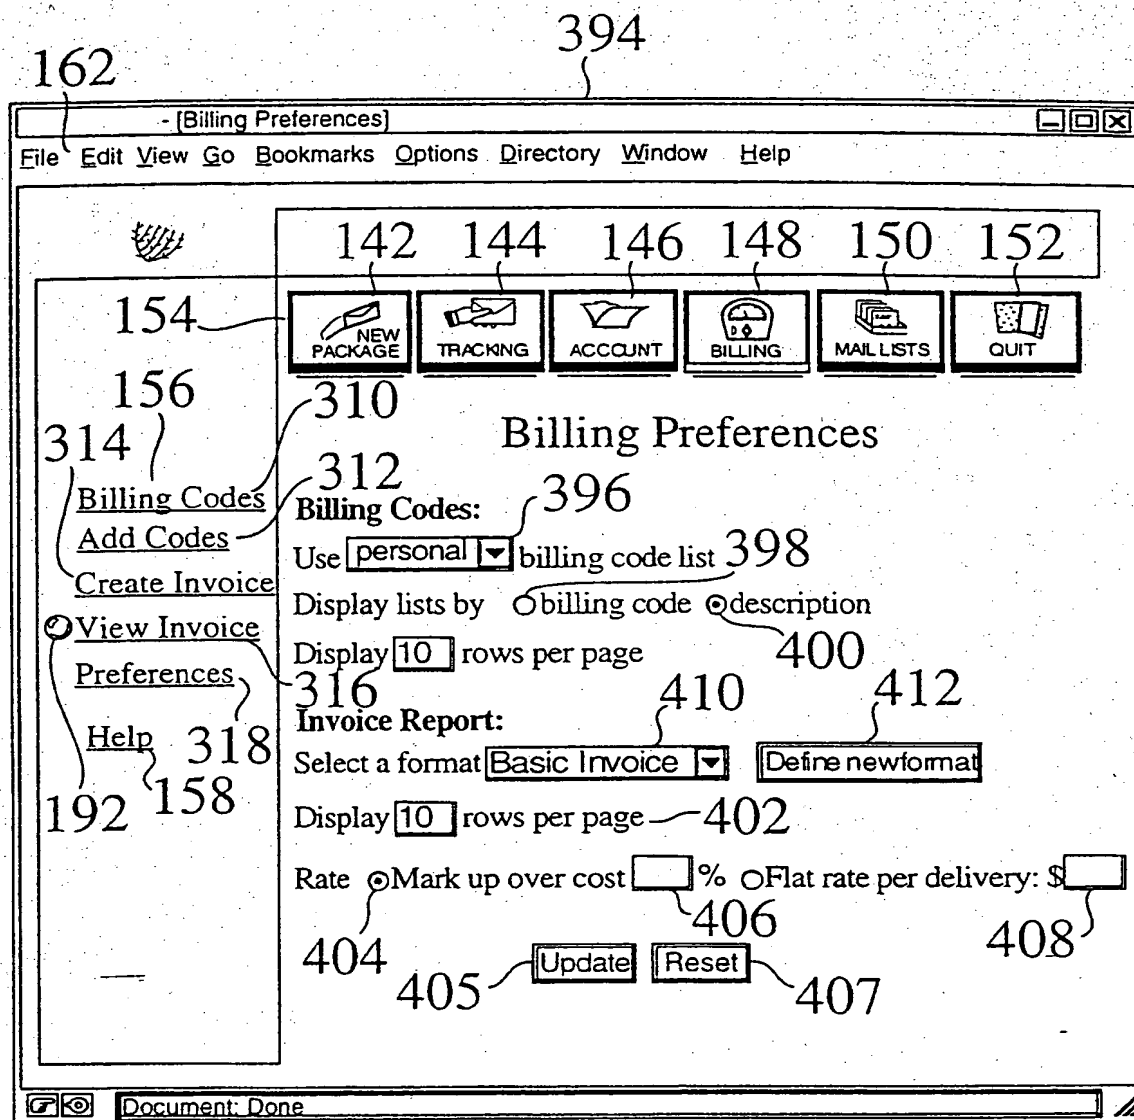 394
162
- [Billing Preferences]
File Edit View Go Bookmarks Options Directory Window Help
142 144 146 148 150 152
154
NEW PACKAGE
TRACKING
ACCOUNT
BILLING
MAIL LISTS
QUIT
156
310
314
312
Billing Codes
Add Codes
Create Invoice
View Invoice
Preferences
Help
316
318
192
158
Billing Preferences
396
Billing Codes:
Use personal billing code list 398
Display lists by billing code description
400
Display 10 rows per page
410 412
Invoice Report:
Select a format Basic Invoice Define newformat
Display 10 rows per page 402
Rate Mark up over cost % Flat rate per delivery: $
404 406 408
Update Reset
405 407
Document: Done